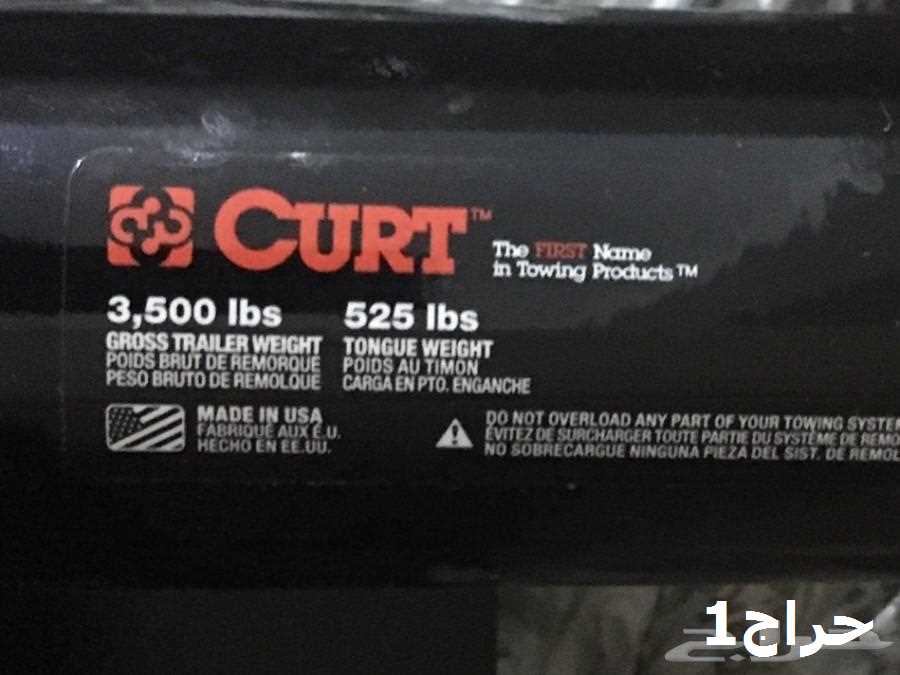 CURT™
The FIRST Name
in Towing Products™
3,500 lbs
GROSS TRAILER WEIGHT
POIDS BRUT DE REMORQUE
PESO BRUTO DE REMOLQUE
525 lbs
TONGUE WEIGHT
POIDS AU TIMON
CARGA EN PTO. ENGANCHE
MADE IN USA
FABRIQUÉ AUX É.U.
HECHO EN EE.UU.
DO NOT OVERLOAD ANY PART OF YOUR TOWING SYSTEM
ÉVITEZ DE SURCHARGER TOUTE PARTIE DU SYSTÈME DE REMO
NO SOBRECARGUE NINGUNA PIEZA DEL SIST. DE REMOL
حراج1